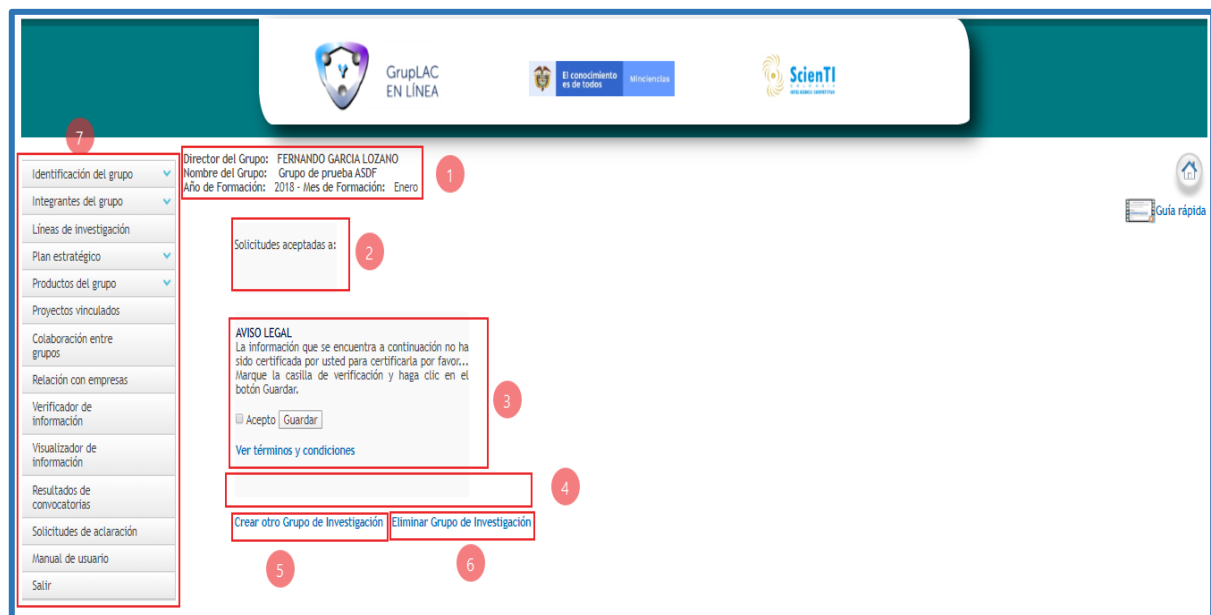 GrupLAC
EN LÍNEA
El conocimiento
es de todos
Minciencias
ScienTI
COLOMBIA
7
Identificación del grupo
Integrantes del grupo
Líneas de investigación
Plan estratégico
Productos del grupo
Proyectos vinculados
Colaboración entre
grupos
Relación con empresas
Verificador de
información
Visualizador de
información
Resultados de
convocatorias
Solicitudes de aclaración
Manual de usuario
Salir
Director del Grupo: FERNANDO GARCIA LOZANO
Nombre del Grupo: Grupo de prueba ASDF
Año de Formación: 2018 - Mes de Formación: Enero
1
Guía rápida
Solicitudes aceptadas a:
2
AVISO LEGAL
La información que se encuentra a continuación no ha
sido certificada por usted para certificarla por favor...
Marque la casilla de verificación y haga clic en el
botón Guardar.
Acepto Guardar
Ver términos y condiciones
3
4
Crear otro Grupo de Investigación
Eliminar Grupo de Investigación
5
6